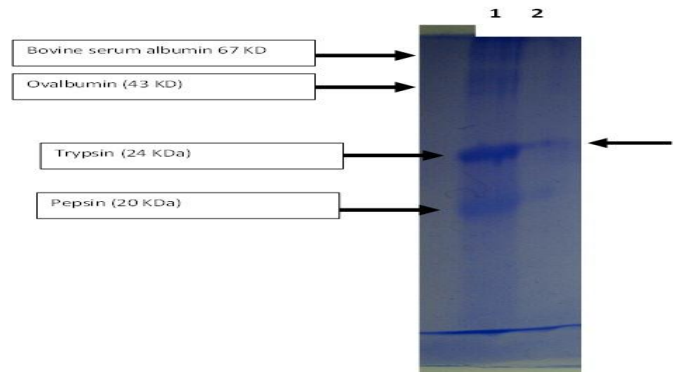 1 2
Bovine serum albumin 67 KD
Ovalbumin (43 KD)
Trypsin (24 KDa)
Pepsin (20 KDa)